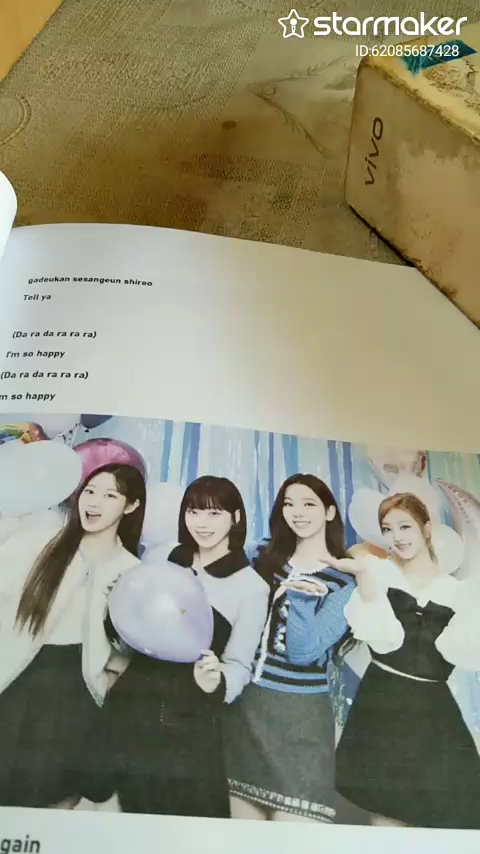 starmaker
ID:62085687428
vivo
gadeukan sesangeun shireo
Tell ya
(Da ra da ra ra ra)
I'm so happy
(Da ra da ra ra ra)
m so happy
gain